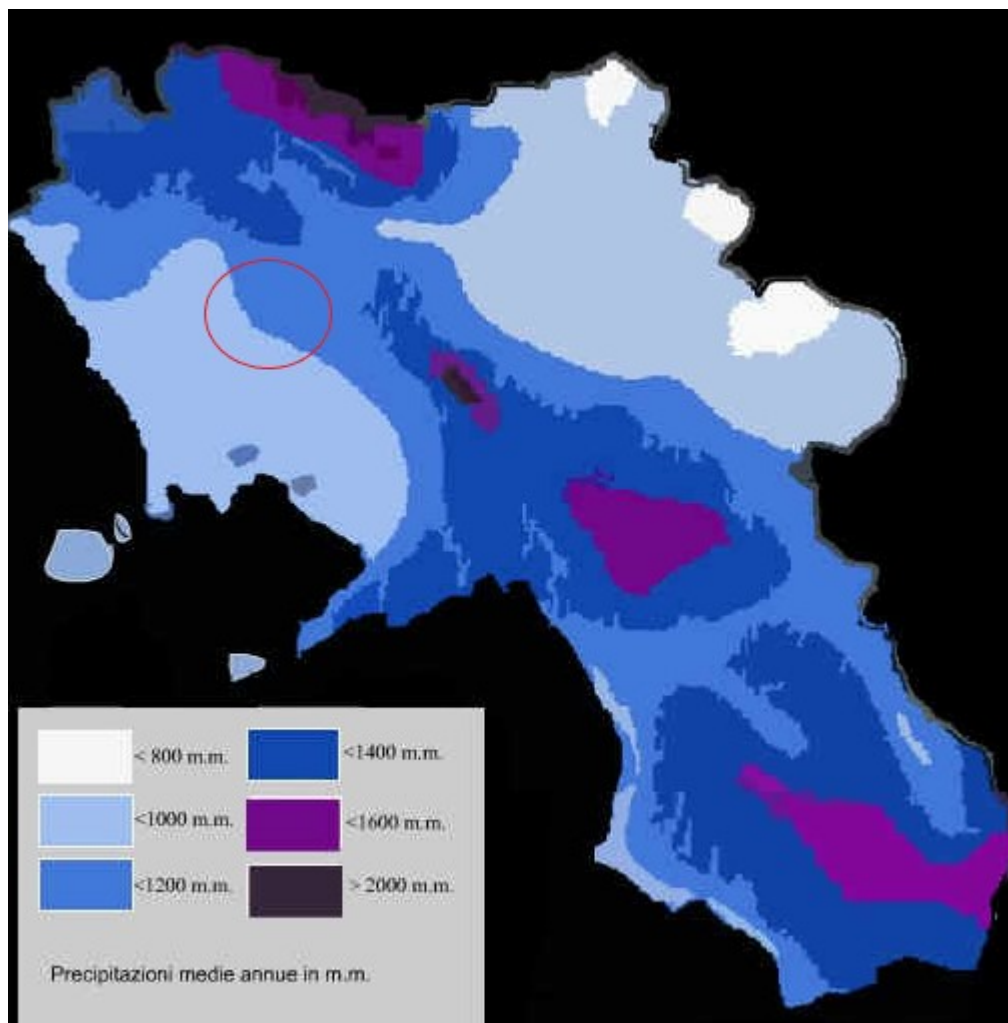 < 800 m.m.
<1000 m.m.
<1200 m.m.
<1400 m.m.
<1600 m.m.
> 2000 m.m.
Precipitazioni medie annue in m.m.